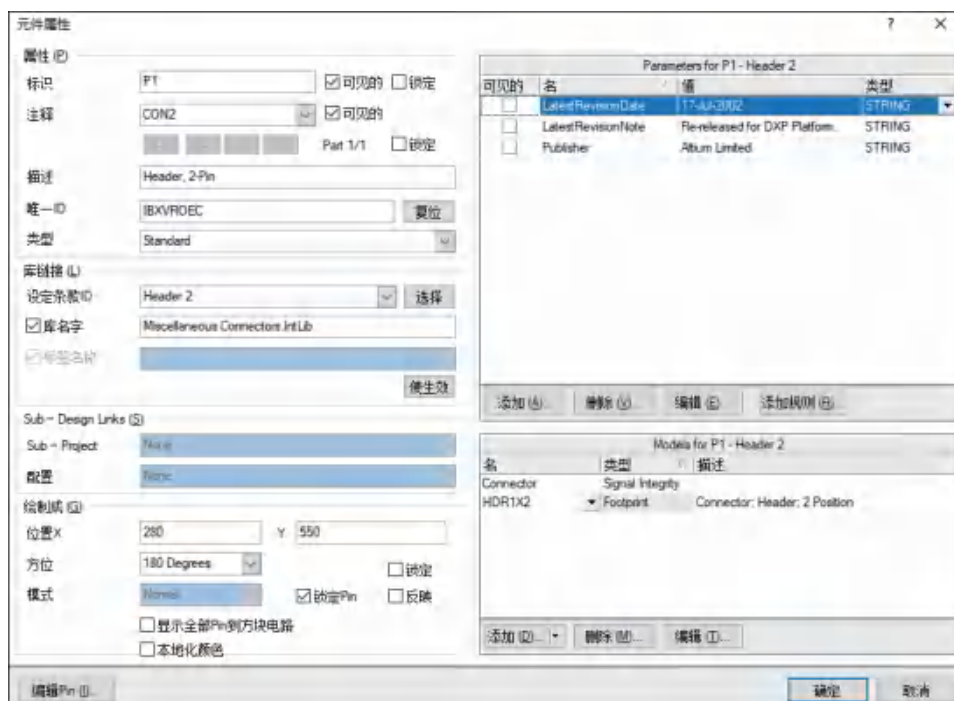 元件属性
? ×
属性 (P)
标识 P1 可见的 锁定
注释 CON2 可见的
Part 1/1 锁定
描述 Header, 2-Pin
唯一ID IBXVROEC 复位
类型 Standard
库链接 (L)
设定条款ID Header 2 选择
库名字 Miscellaneous Connectors.IntLib
使生效
Sub - Design Links (S)
Sub - Project None
配置 None
绘制成 (G)
位置X 280 Y 550
方位 180 Degrees 锁定
模式 Normal 锁定Pin 反映
显示全部Pin到方块电路
本地化颜色
Parameters for P1 - Header 2
可见的 名 值 类型
LatestRevisionDate 17-Jul-2002 STRING
LatestRevisionNote Re-released for DXP Platform. STRING
Publisher Altium Limited STRING
添加 (A)... 删除 (V)... 编辑 (E)... 添加规则 (R)...
Models for P1 - Header 2
名 类型 描述
Connector Signal Integrity
HDR1X2 Footprint Connector; Header; 2 Position
添加 (D)... 删除 (M)... 编辑 (T)...
编辑Pin (I)... 确定 取消